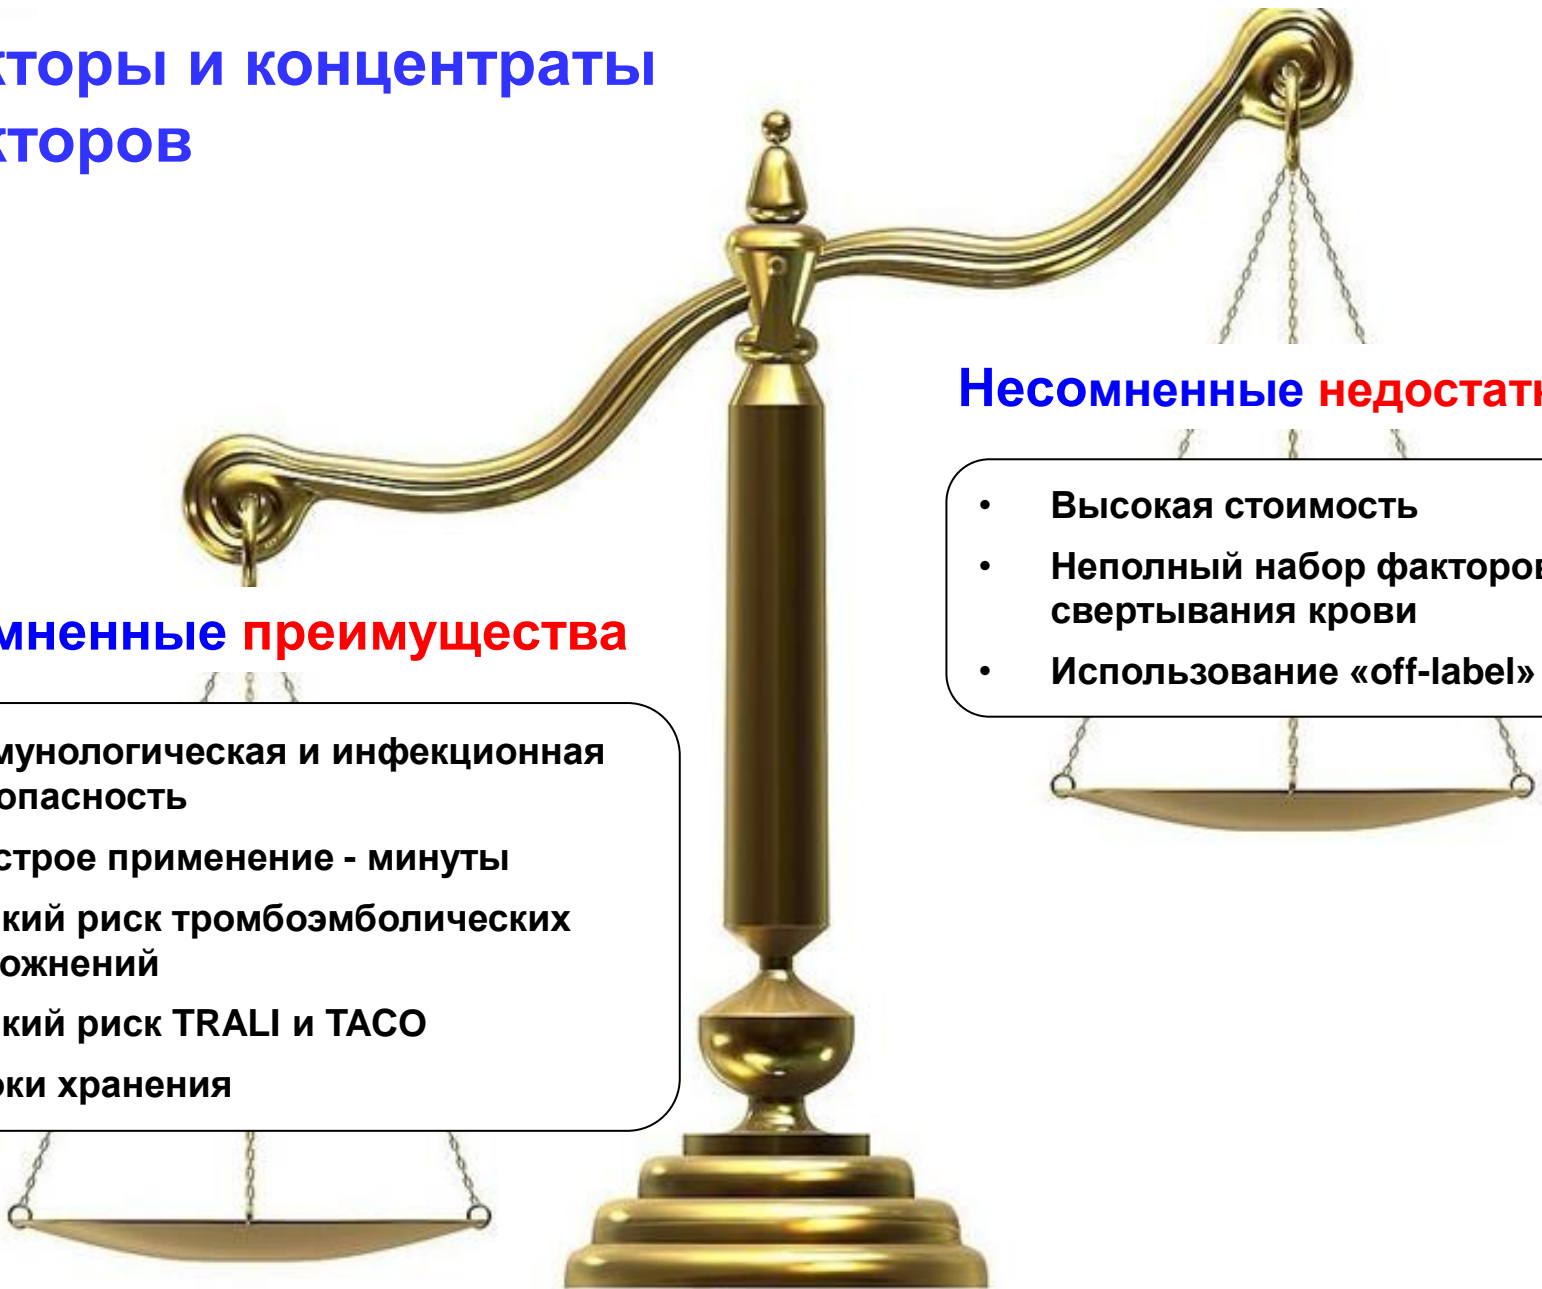 кторы и концентраты
кторов
Несомненные недостатк
• Высокая стоимость
• Неполный набор факторов
свертывания крови
• Использование «off-label»
мненные преимущества
мунологическая и инфекционная
опасность
строе применение - минуты
кий риск тромбоэмболических
ожнений
кий риск TRALI и TACO
оки хранения